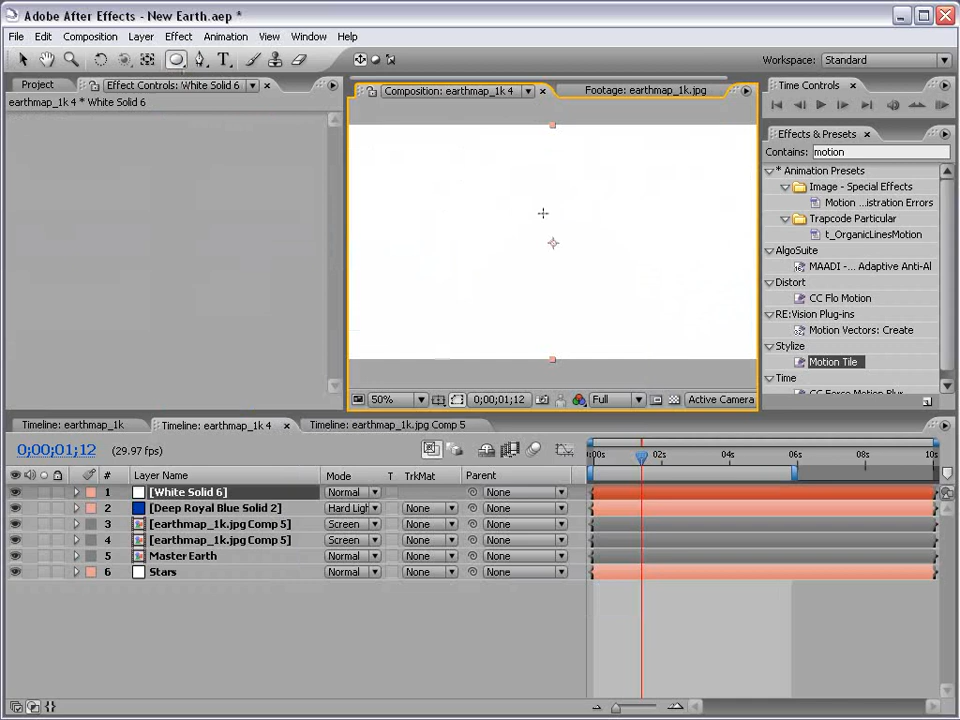 Adobe After Effects - New Earth.aep *
File Edit Composition Layer Effect Animation View Window Help
Workspace: Standard
Project Effect Controls: White Solid 6
earthmap_1k 4 * White Solid 6
Composition: earthmap_1k 4
Footage: earthmap_1k.jpg
Time Controls
Effects & Presets
Contains: motion
* Animation Presets
Image - Special Effects
Motion ...istration Errors
Trapcode Particular
t_OrganicLinesMotion
AlgoSuite
MAADI -... Adaptive Anti-Al
Distort
CC Flo Motion
RE:Vision Plug-ins
Motion Vectors: Create
Stylize
Motion Tile
Time
CC Force Motion Blur
50% 0;00;01;12 Full Active Camera
Timeline: earthmap_1k Timeline: earthmap_1k 4 Timeline: earthmap_1k.jpg Comp 5
0;00;01;12 (29.97 fps)
:00s 02s 04s 06s 08s 10s
# Layer Name Mode T TrkMat Parent
1 [White Solid 6] Normal None
2 [Deep Royal Blue Solid 2] Hard Ligh None None
3 [earthmap_1k.jpg Comp 5] Screen None None
4 [earthmap_1k.jpg Comp 5] Screen None None
5 Master Earth Normal None None
6 Stars Normal None None